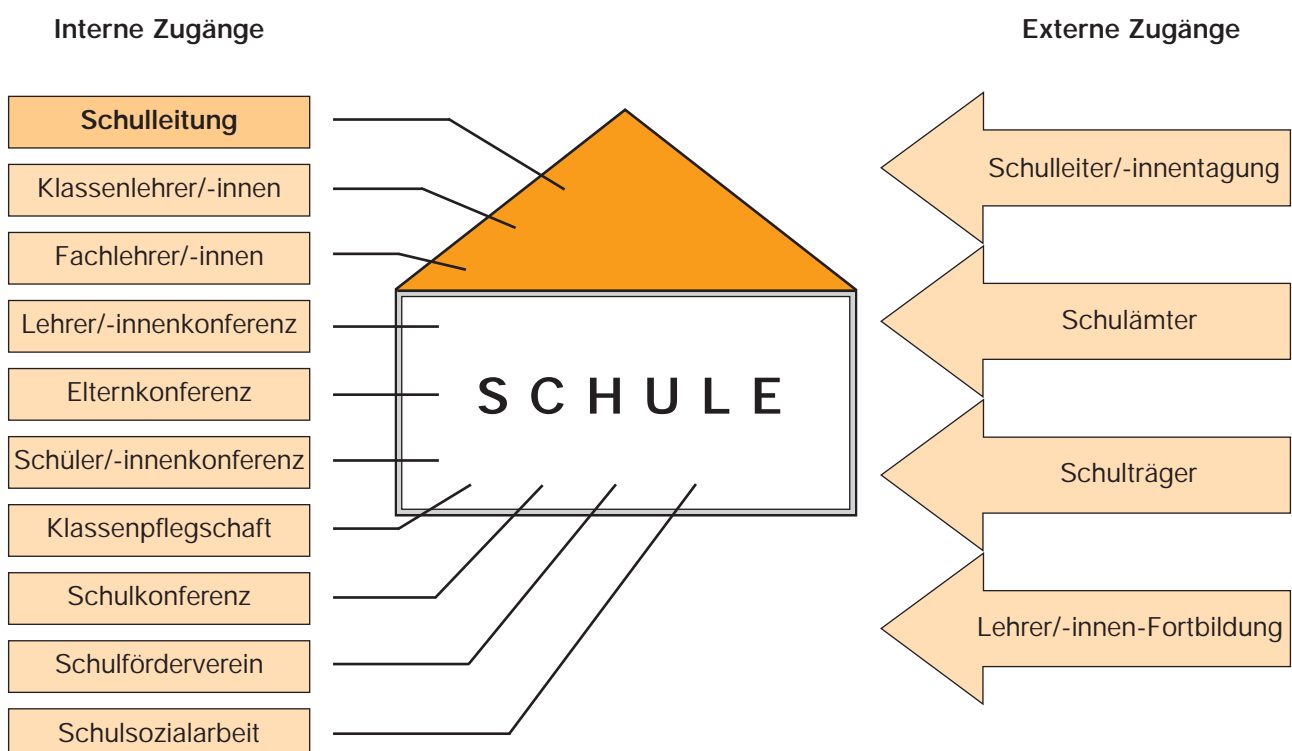 Interne Zugänge
Externe Zugänge
Schulleitung
Klassenlehrer/-innen
Fachlehrer/-innen
Lehrer/-innenkonferenz
Elternkonferenz
Schüler/-innenkonferenz
Klassenpflegschaft
Schulkonferenz
Schulförderverein
Schulsozialarbeit
SCHULE
Schulleiter/-innentagung
Schulämter
Schulträger
Lehrer/-innen-Fortbildung